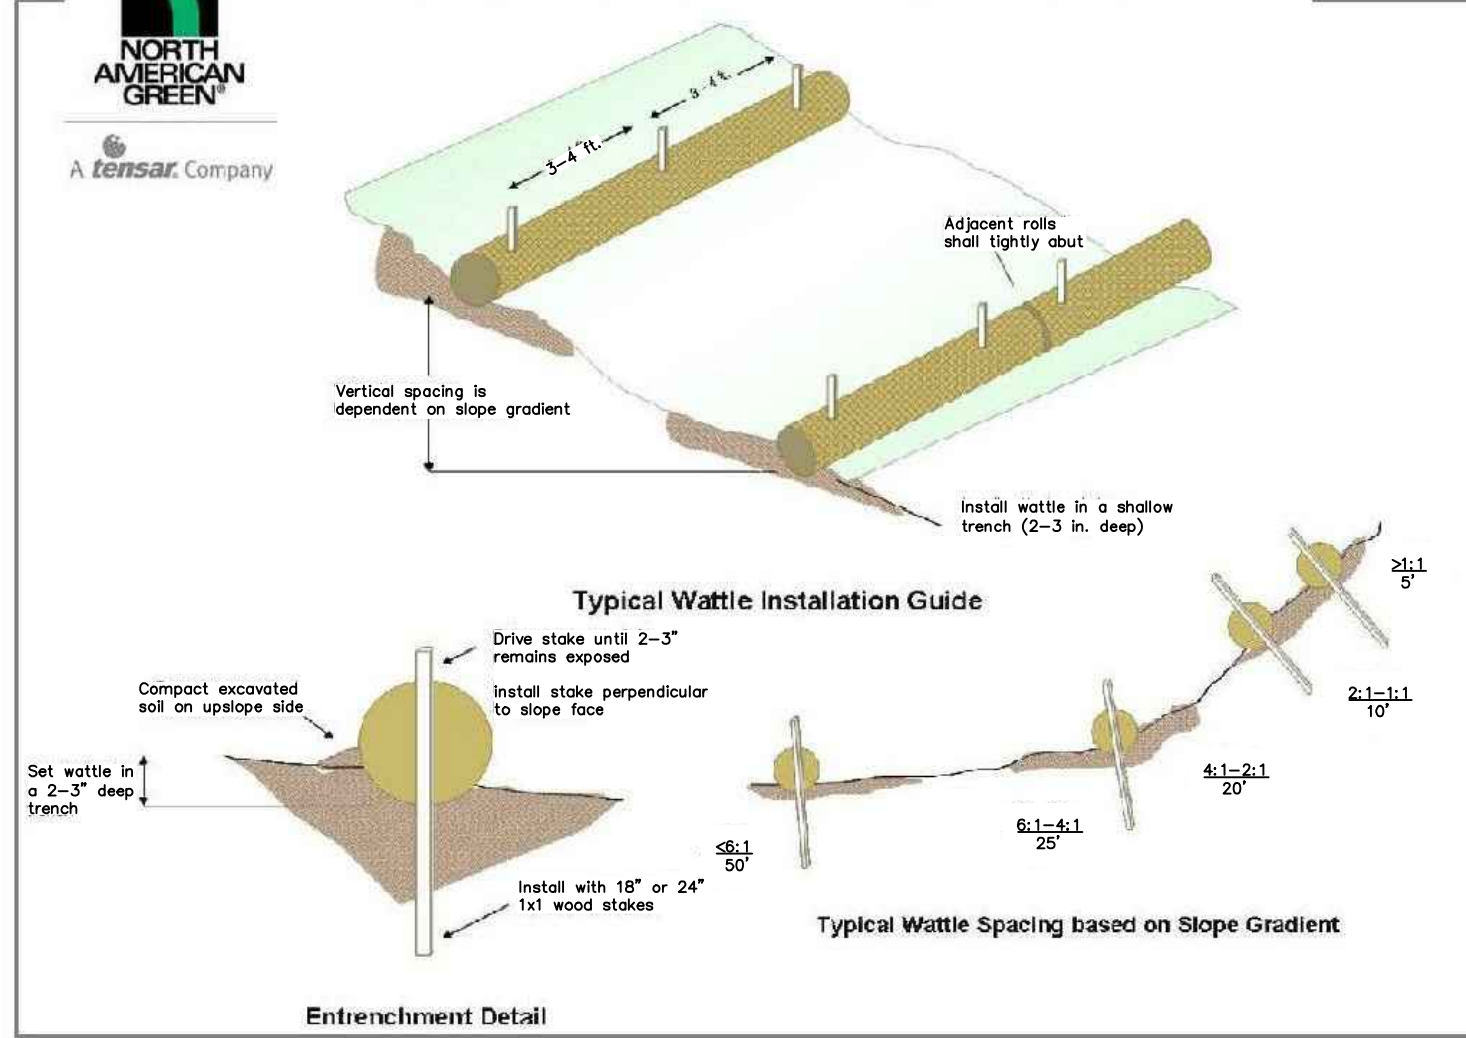 NORTH
AMERICAN
GREEN®
A tensar. Company
3-4 ft.
3-4 ft.
Adjacent rolls
shall tightly abut
Vertical spacing is
dependent on slope gradient
Install wattle in a shallow
trench (2-3 in. deep)
Typical Wattle Installation Guide
Drive stake until 2-3"
remains exposed
install stake perpendicular
to slope face
Compact excavated
soil on upslope side
Set wattle in
a 2-3" deep
trench
Install with 18" or 24"
1x1 wood stakes
Entrenchment Detail
>1:1
5'
2:1-1:1
10'
4:1-2:1
20'
6:1-4:1
25'
<6:1
50'
Typical Wattle Spacing based on Slope Gradient